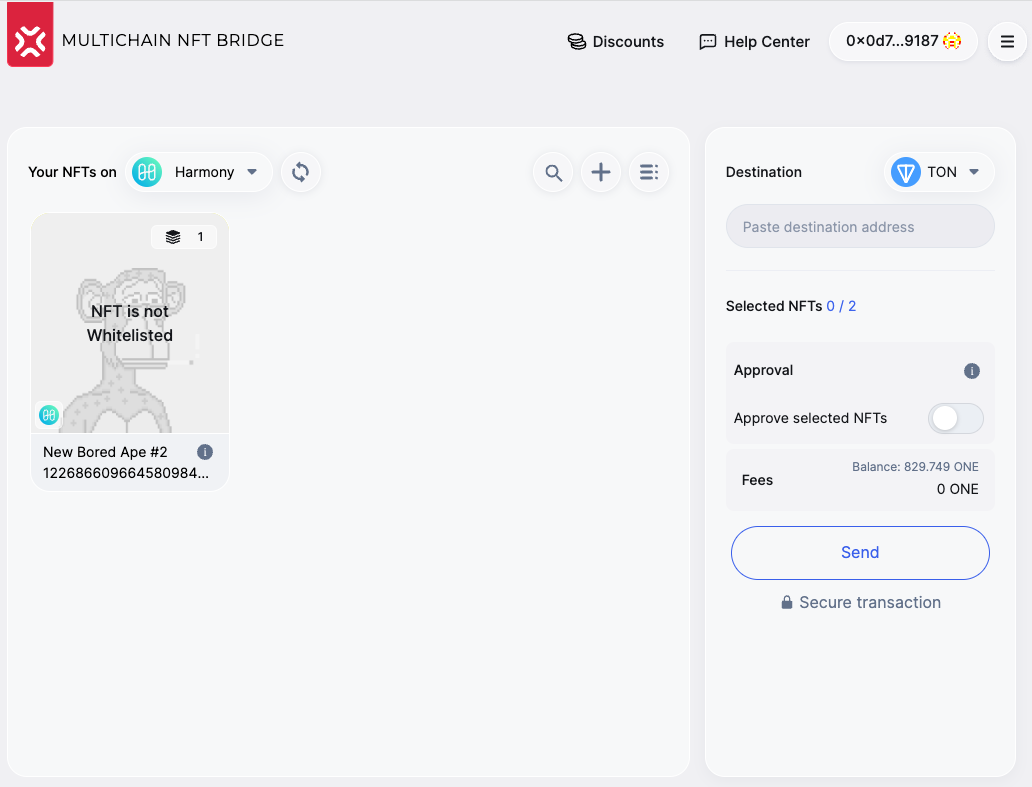 MULTICHAIN NFT BRIDGE
Discounts
Help Center
0x0d7...9187
Your NFTs on
Harmony
1
NFT is not
Whitelisted
New Bored Ape #2
122686609664580984...
Destination
TON
Paste destination address
Selected NFTs 0 / 2
Approval
Approve selected NFTs
Fees
Balance: 829.749 ONE
0 ONE
Send
Secure transaction